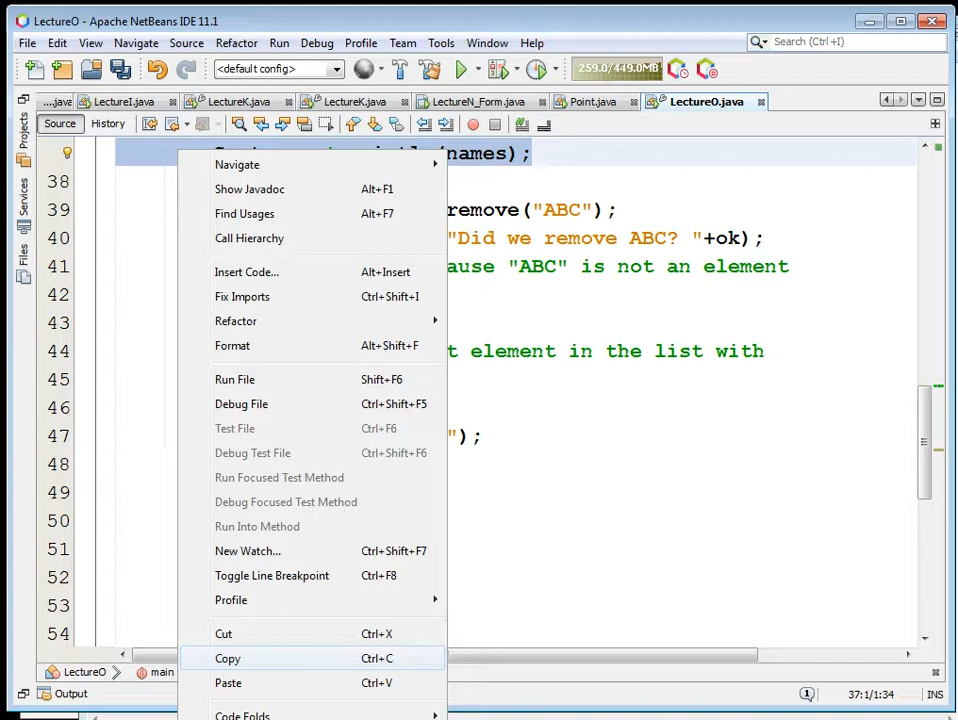 LectureO - Apache NetBeans IDE 11.1
File Edit View Navigate Source Refactor Run Debug Profile Team Tools Window Help
Search (Ctrl+I)
<default config>
259.0/449.0MB
....java LectureI.java LectureK.java LectureK.java LectureN_Form.java Point.java LectureO.java
Source History
Projects
Services
Files
(names);
38
39 remove("ABC");
40 "Did we remove ABC? "+ok);
41 ause "ABC" is not an element
42
43
44 t element in the list with
45
46
47 ");
48
49
50
51
52
53
54
Navigate
Show Javadoc Alt+F1
Find Usages Alt+F7
Call Hierarchy
Insert Code... Alt+Insert
Fix Imports Ctrl+Shift+I
Refactor
Format Alt+Shift+F
Run File Shift+F6
Debug File Ctrl+Shift+F5
Test File Ctrl+F6
Debug Test File Ctrl+Shift+F6
Run Focused Test Method
Debug Focused Test Method
Run Into Method
New Watch... Ctrl+Shift+F7
Toggle Line Breakpoint Ctrl+F8
Profile
Cut Ctrl+X
Copy Ctrl+C
Paste Ctrl+V
Code Folds
LectureO main
Output
1 37:1/1:34 INS